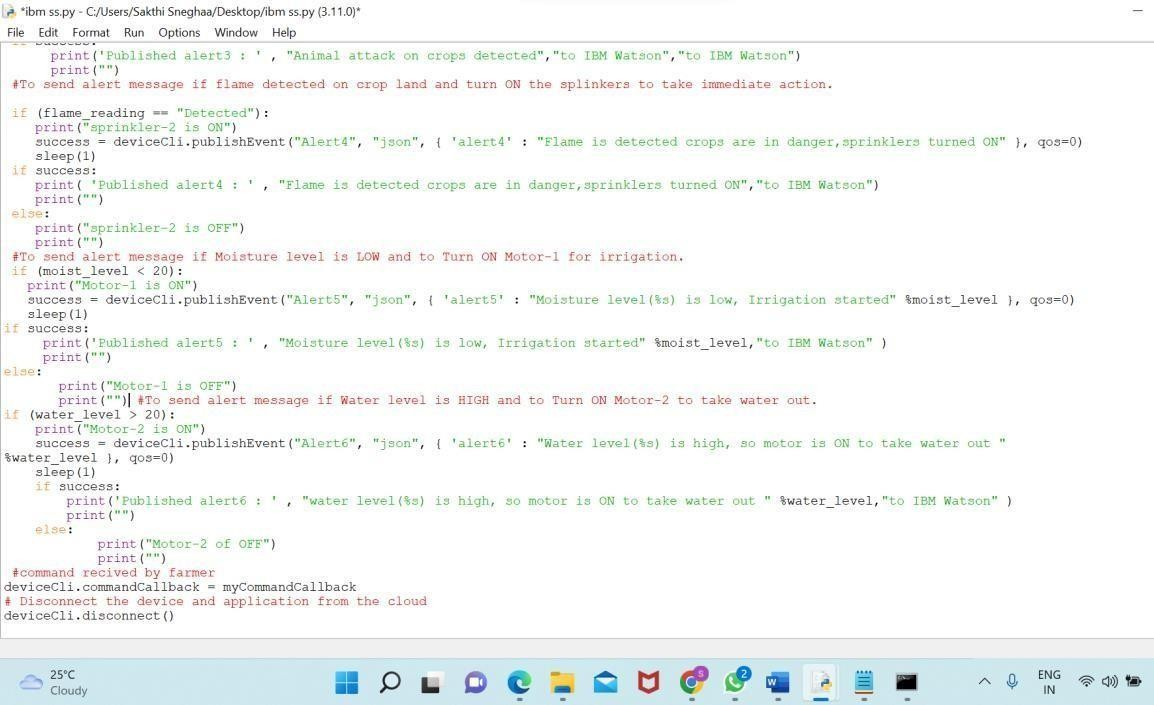 *ibm ss.py - C:/Users/Sakthi Sneghaa/Desktop/ibm ss.py (3.11.0)*
File Edit Format Run Options Window Help
if success:
print('Published alert3 : ' , "Animal attack on crops detected","to IBM Watson","to IBM Watson")
print("")
#To send alert message if flame detected on crop land and turn ON the splinkers to take immediate action.
if (flame_reading == "Detected"):
print("sprinkler-2 is ON")
success = deviceCli.publishEvent("Alert4", "json", { 'alert4' : "Flame is detected crops are in danger,sprinklers turned ON" }, qos=0)
sleep(1)
if success:
print( 'Published alert4 : ' , "Flame is detected crops are in danger,sprinklers turned ON","to IBM Watson")
print("")
else:
print("sprinkler-2 is OFF")
print("")
#To send alert message if Moisture level is LOW and to Turn ON Motor-1 for irrigation.
if (moist_level < 20):
print("Motor-1 is ON")
success = deviceCli.publishEvent("Alert5", "json", { 'alert5' : "Moisture level(%s) is low, Irrigation started" %moist_level }, qos=0)
sleep(1)
if success:
print('Published alert5 : ' , "Moisture level(%s) is low, Irrigation started" %moist_level,"to IBM Watson" )
print("")
else:
print("Motor-1 is OFF")
print("") #To send alert message if Water level is HIGH and to Turn ON Motor-2 to take water out.
if (water_level > 20):
print("Motor-2 is ON")
success = deviceCli.publishEvent("Alert6", "json", { 'alert6' : "Water level(%s) is high, so motor is ON to take water out "
%water_level }, qos=0)
sleep(1)
if success:
print('Published alert6 : ' , "water level(%s) is high, so motor is ON to take water out " %water_level,"to IBM Watson" )
print("")
else:
print("Motor-2 of OFF")
print("")
#command recived by farmer
deviceCli.commandCallback = myCommandCallback
# Disconnect the device and application from the cloud
deviceCli.disconnect()
25°C
Cloudy
S
2
ENG
IN